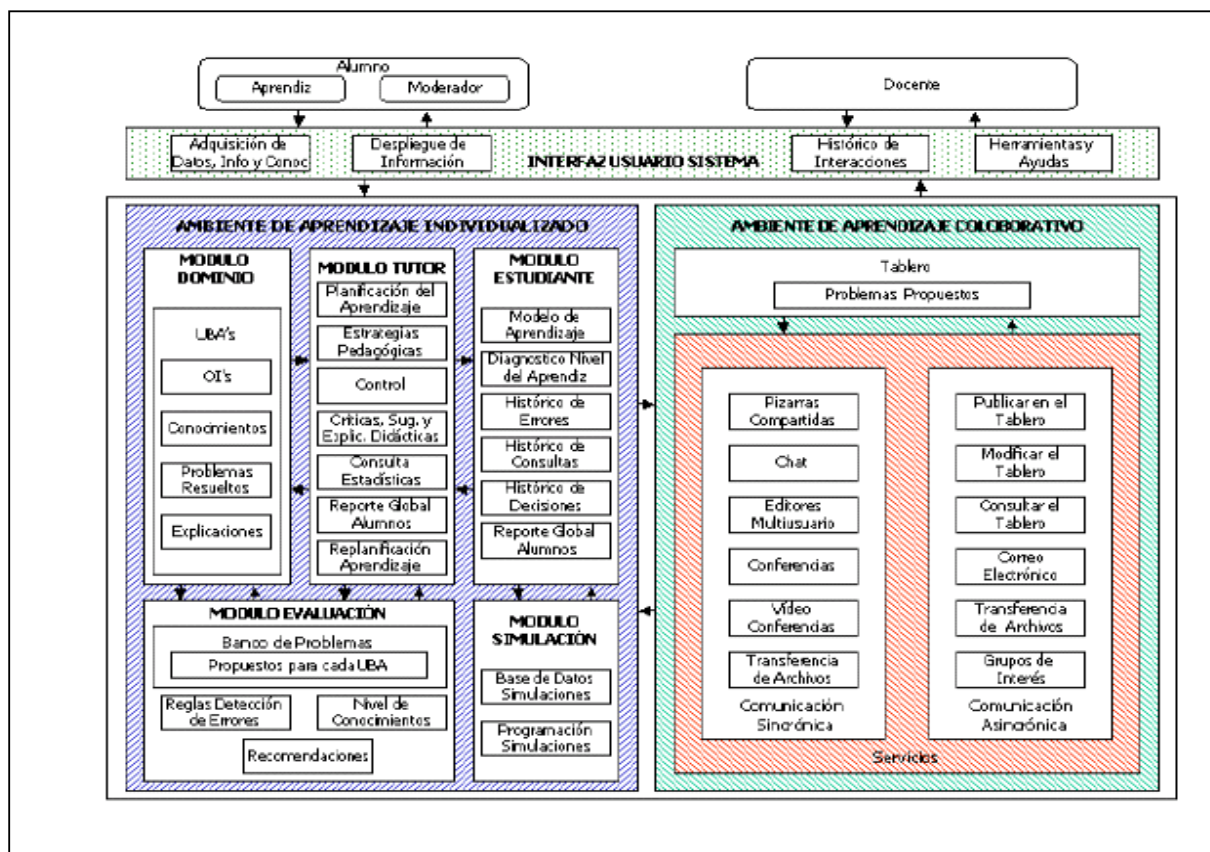 Alumno
Aprendiz
Moderador
Docente
Adquisición de
Datos, Info y Conoc
Despliegue de
Información
INTERFAZ USUARIO SISTEMA
Histórico de
Interacciones
Herramientas y
Ayudas
AMBIENTE DE APRENDIZAJE INDIVIDUALIZADO
MODULO
DOMINIO
UBA's
OI's
Conocimientos
Problemas
Resueltos
Explicaciones
MODULO TUTOR
Planificación del
Aprendizaje
Estrategias
Pedagógicas
Control
Críticas, Sug. y
Explic. Didácticas
Consulta
Estadísticas
Reporte Global
Alumnos
Replanificación
Aprendizaje
MODULO
ESTUDIANTE
Modelo de
Aprendizaje
Diagnostico Nivel
del Aprendiz
Histórico de
Errores
Histórico de
Consultas
Histórico de
Decisiones
Reporte Global
Alumnos
MODULO EVALUACIÓN
Banco de Problemas
Propuestos para cada UBA
Reglas Detección
de Errores
Nivel de
Conocimientos
Recomendaciones
MODULO
SIMULACIÓN
Base de Datos
Simulaciones
Programación
Simulaciones
AMBIENTE DE APRENDIZAJE COLOBORATIVO
Tablero
Problemas Propuestos
Pizarras
Compartidas
Chat
Editores
Multiusuario
Conferencias
Vídeo
Conferencias
Transferencia
de Archivos
Comunicación
Sincrónica
Publicar en el
Tablero
Modificar el
Tablero
Consultar el
Tablero
Correo
Electrónico
Transferencia
de Archivos
Grupos de
Interés
Comunicación
Asincrónica
Servicios